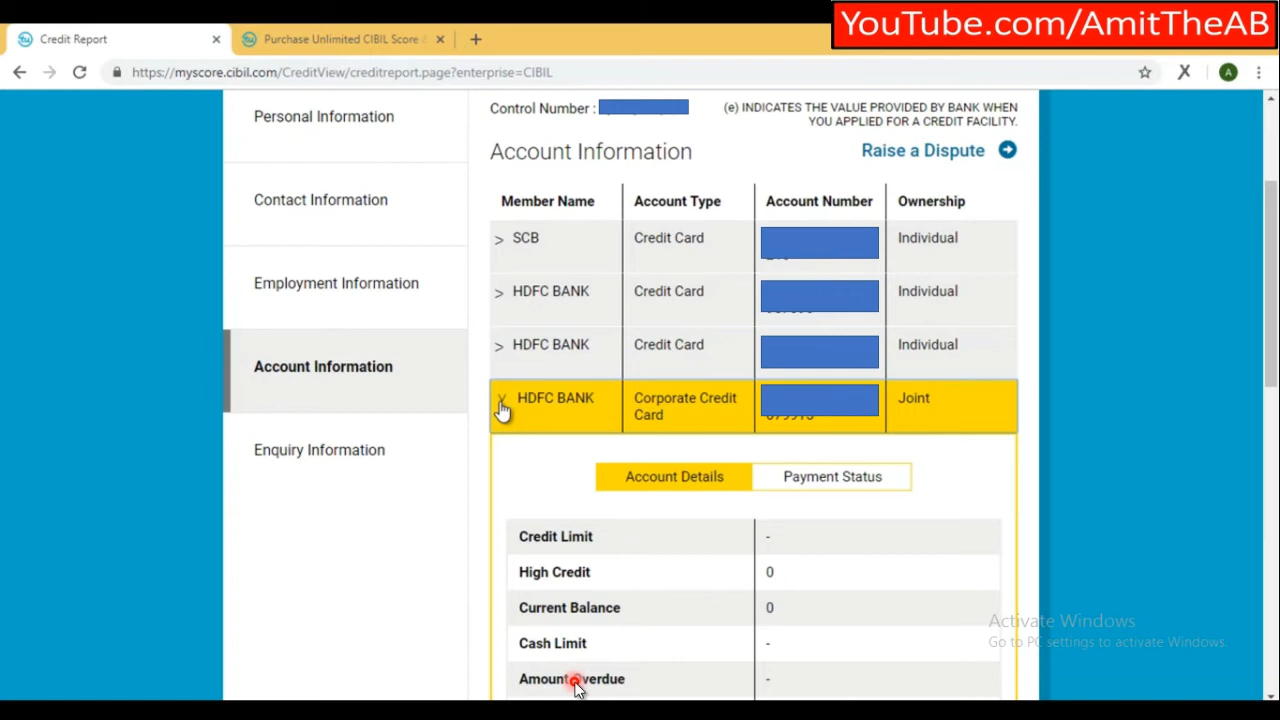 YouTube.com/AmitTheAB
Credit Report
Purchase Unlimited CIBIL Score
https://myscore.cibil.com/CreditView/creditreport.page?enterprise=CIBIL
A
Personal Information
Contact Information
Employment Information
Account Information
Enquiry Information
Control Number :
(e) INDICATES THE VALUE PROVIDED BY BANK WHEN
YOU APPLIED FOR A CREDIT FACILITY.
Account Information
Raise a Dispute
Member Name Account Type Account Number Ownership
> SCB Credit Card Individual
> HDFC BANK Credit Card Individual
> HDFC BANK Credit Card Individual
HDFC BANK Corporate Credit Joint
Card
Account Details Payment Status
Credit Limit -
High Credit 0
Current Balance 0
Cash Limit -
Amount Overdue -
Activate Windows
Go to PC settings to activate Windows.